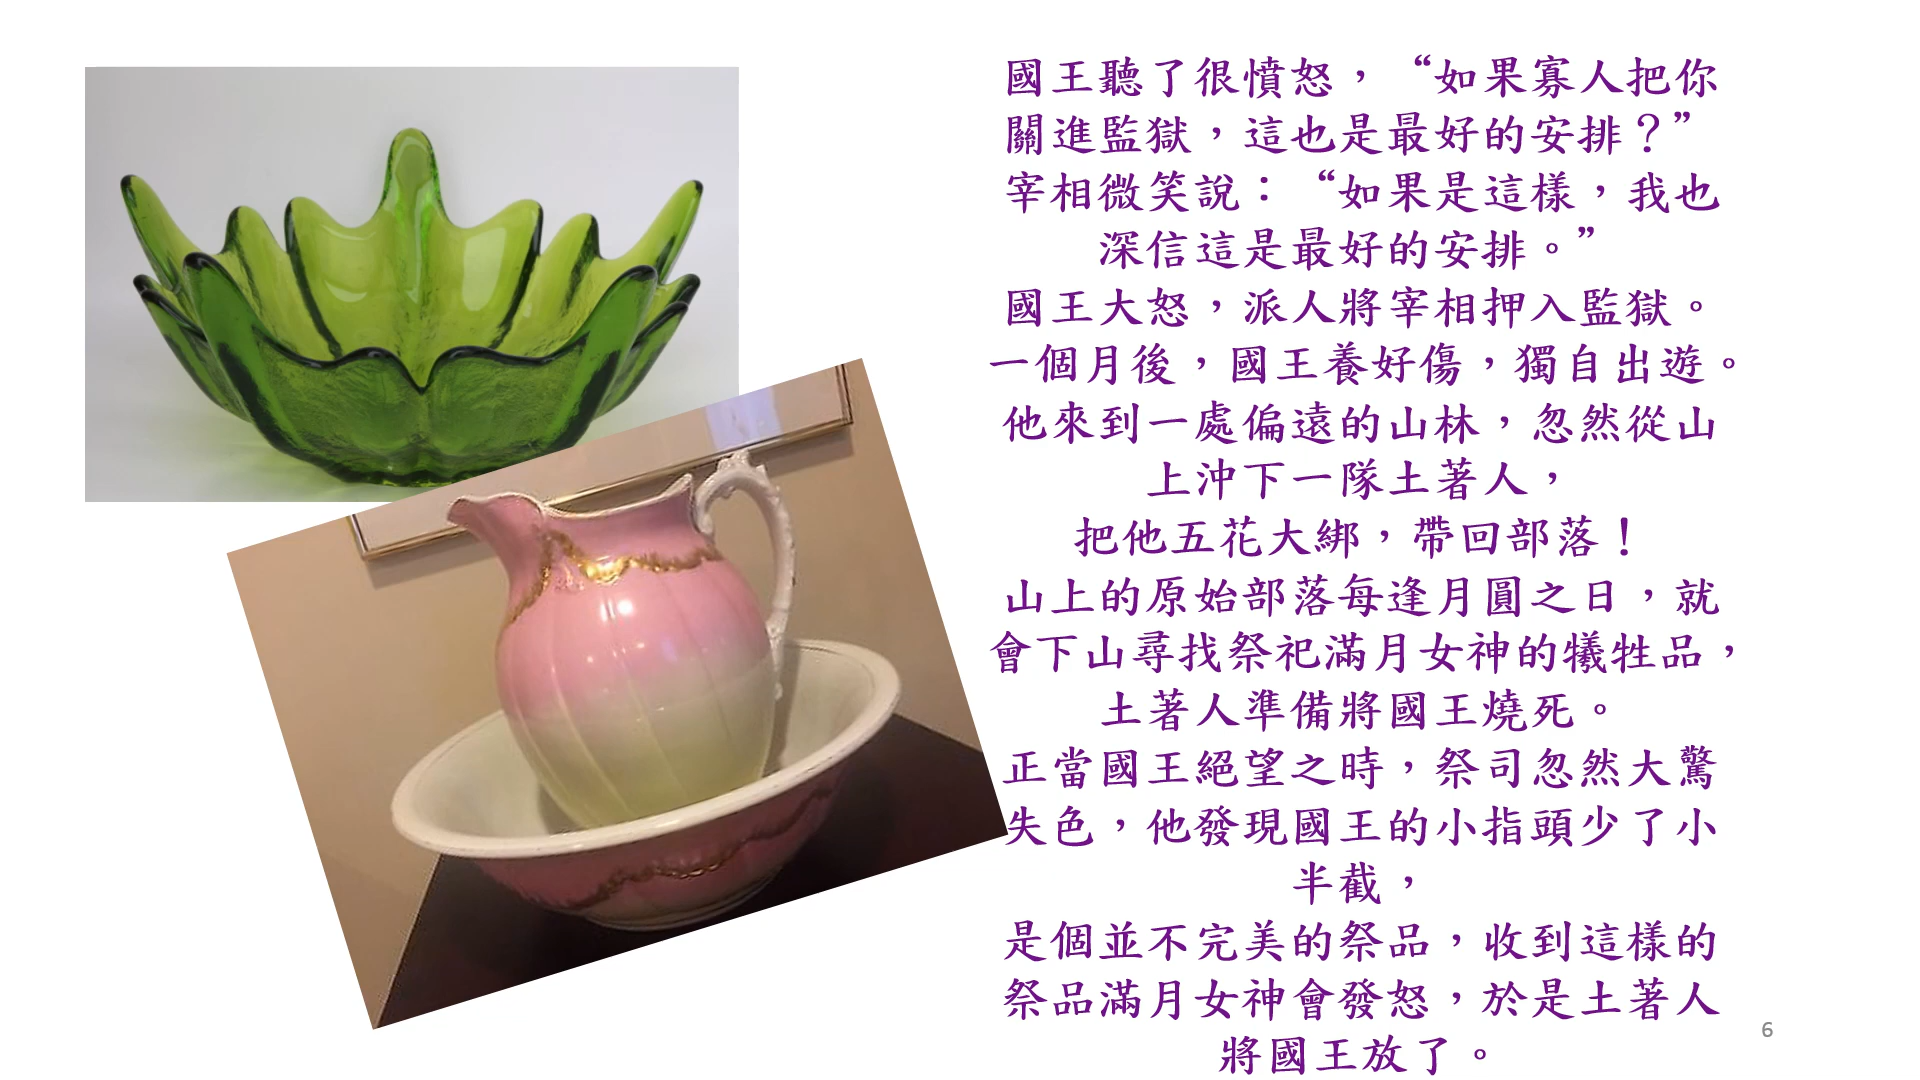 國王聽了很憤怒，“如果寡人把你
關進監獄，這也是最好的安排？”
宰相微笑說：“如果是這樣，我也
深信這是最好的安排。”
國王大怒，派人將宰相押入監獄。
一個月後，國王養好傷，獨自出遊。
他來到一處偏遠的山林，忽然從山
上沖下一隊土著人，
把他五花大綁，帶回部落！
山上的原始部落每逢月圓之日，就
會下山尋找祭祀滿月女神的犧牲品，
土著人準備將國王燒死。
正當國王絕望之時，祭司忽然大驚
失色，他發現國王的小指頭少了小
半截，
是個並不完美的祭品，收到這樣的
祭品滿月女神會發怒，於是土著人
將國王放了。
6